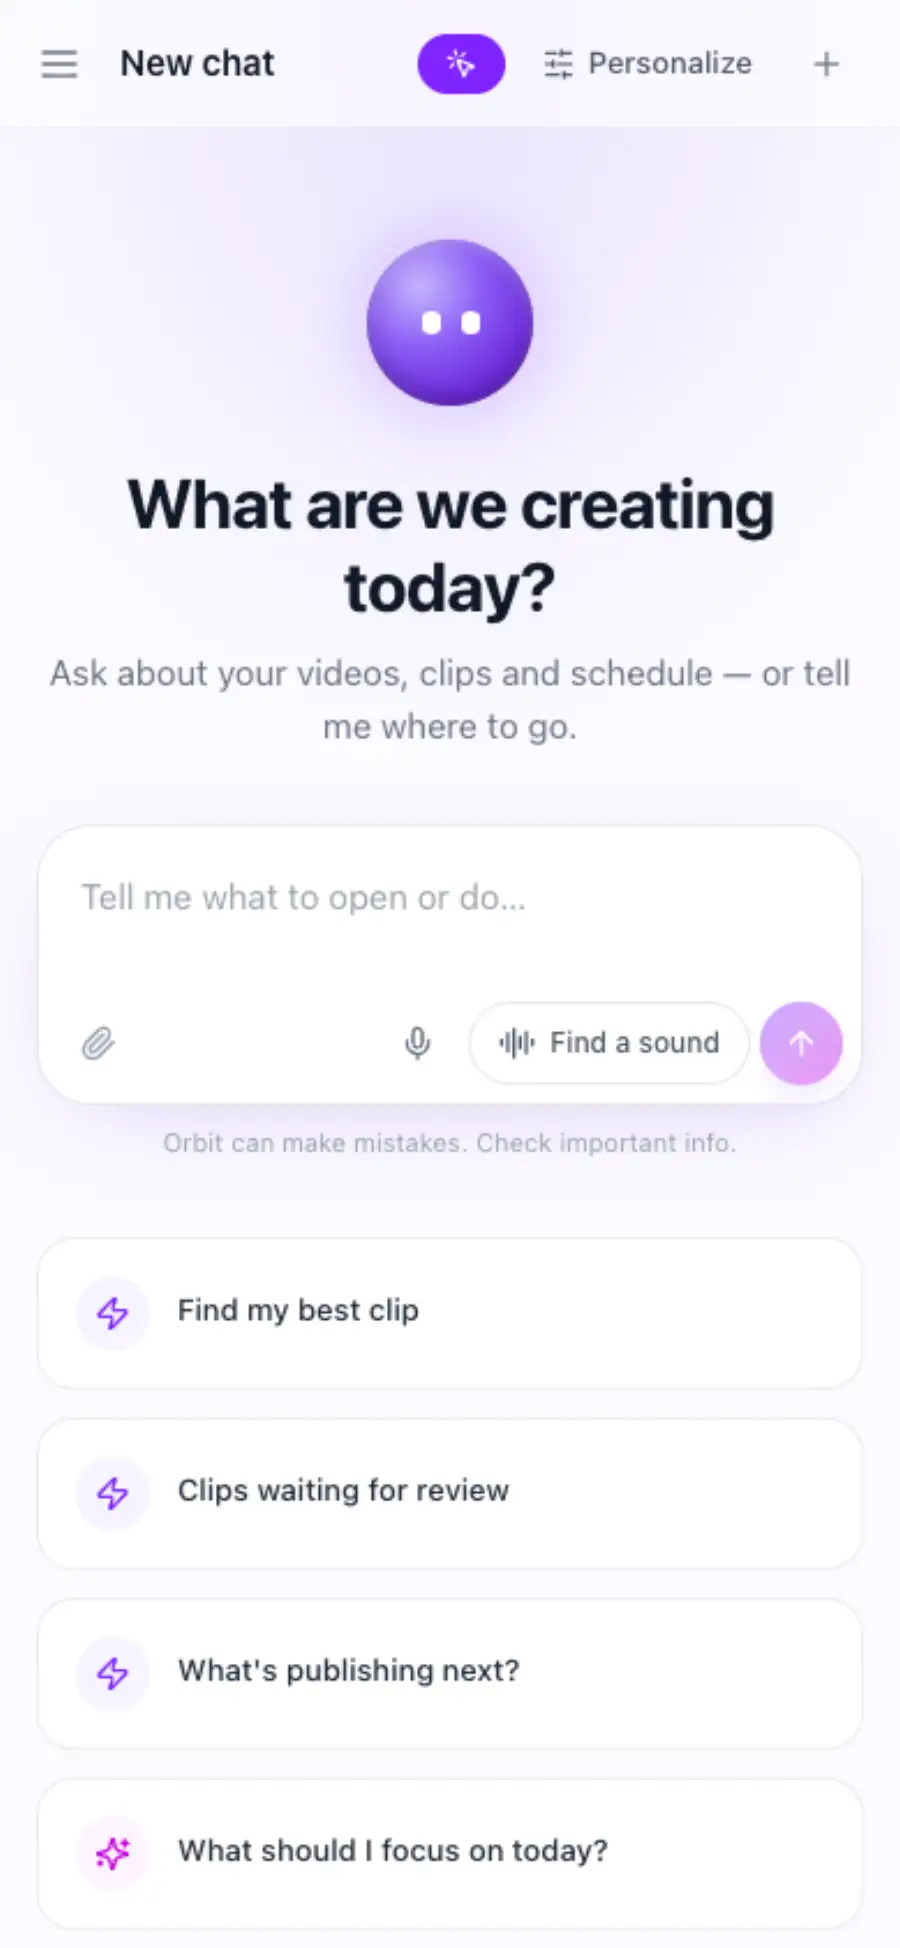 New chat
Personalize
What are we creating
today?
Ask about your videos, clips and schedule — or tell
me where to go.
Tell me what to open or do...
Find a sound
Orbit can make mistakes. Check important info.
Find my best clip
Clips waiting for review
What's publishing next?
What should I focus on today?